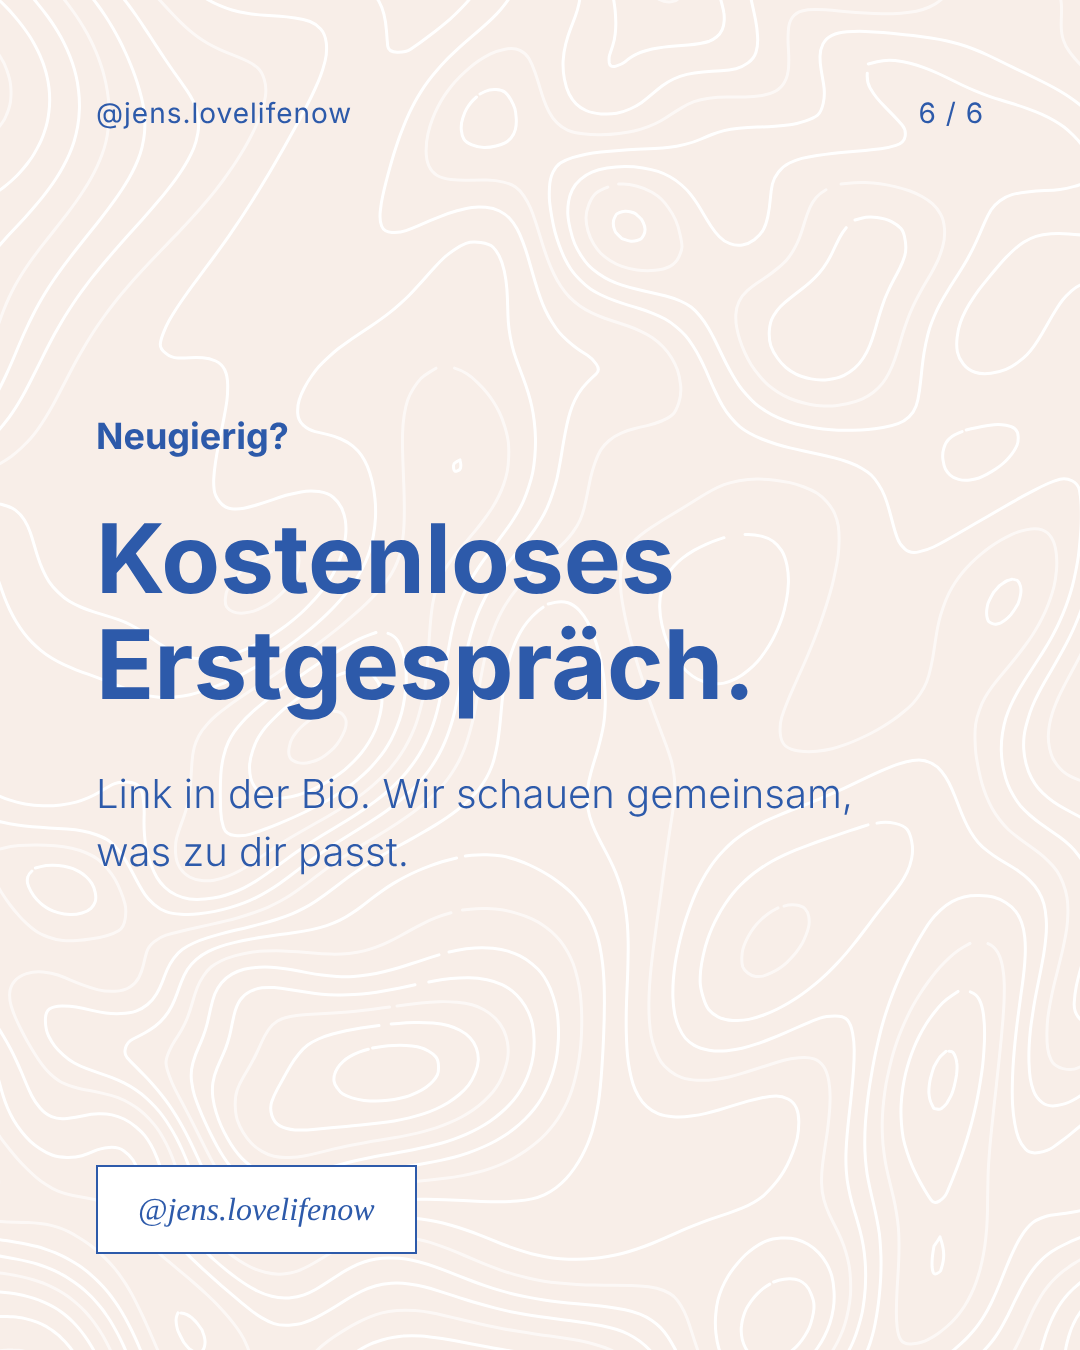 @jens.lovelifenow
6 / 6
Neugierig?
Kostenloses
Erstgespräch.
Link in der Bio. Wir schauen gemeinsam,
was zu dir passt.
@jens.lovelifenow